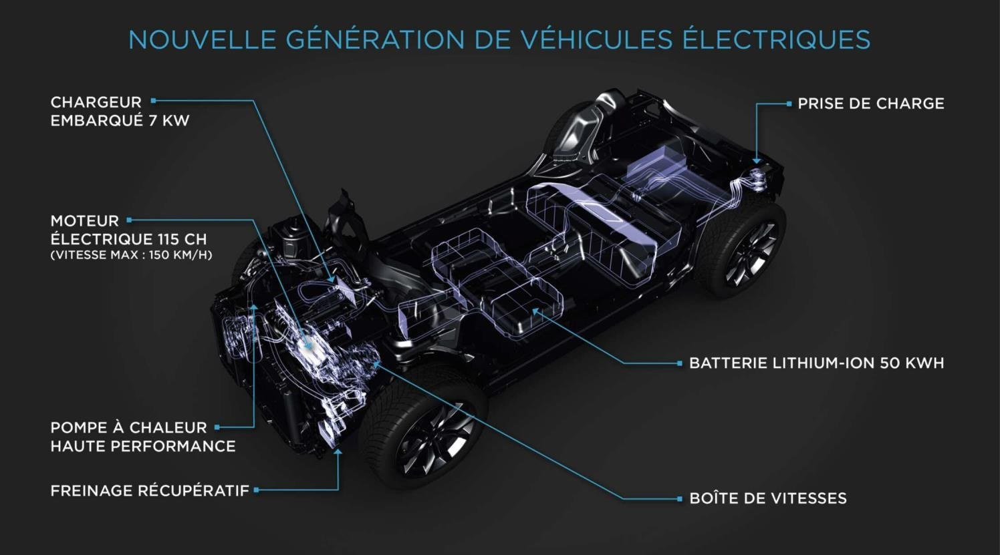 NOUVELLE GÉNÉRATION DE VÉHICULES ÉLECTRIQUES
CHARGEUR
EMBARQUÉ 7 KW
PRISE DE CHARGE
MOTEUR
ÉLECTRIQUE 115 CH
(VITESSE MAX : 150 KM/H)
BATTERIE LITHIUM-ION 50 KWH
POMPE À CHALEUR
HAUTE PERFORMANCE
FREINAGE RÉCUPÉRATIF
BOÎTE DE VITESSES